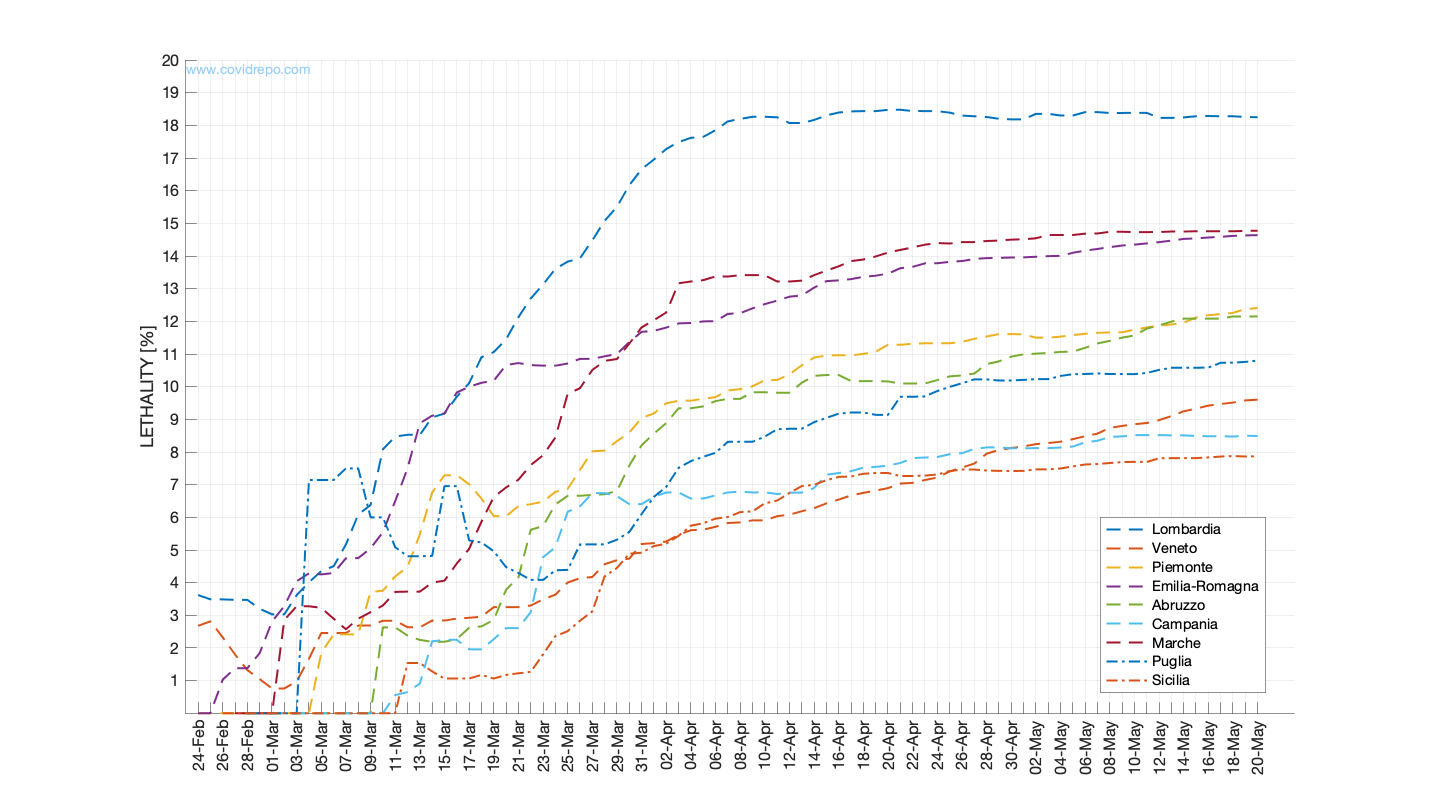 20
www.covidrepo.com
19
18
17
16
15
14
13
12
11
10
9
8
7
6
5
4
3
2
1
LETHALITY [%]
Lombardia
Veneto
Piemonte
Emilia-Romagna
Abruzzo
Campania
Marche
Puglia
Sicilia
24-Feb
26-Feb
28-Feb
01-Mar
03-Mar
05-Mar
07-Mar
09-Mar
11-Mar
13-Mar
15-Mar
17-Mar
19-Mar
21-Mar
23-Mar
25-Mar
27-Mar
29-Mar
31-Mar
02-Apr
04-Apr
06-Apr
08-Apr
10-Apr
12-Apr
14-Apr
16-Apr
18-Apr
20-Apr
22-Apr
24-Apr
26-Apr
28-Apr
30-Apr
02-May
04-May
06-May
08-May
10-May
12-May
14-May
16-May
18-May
20-May